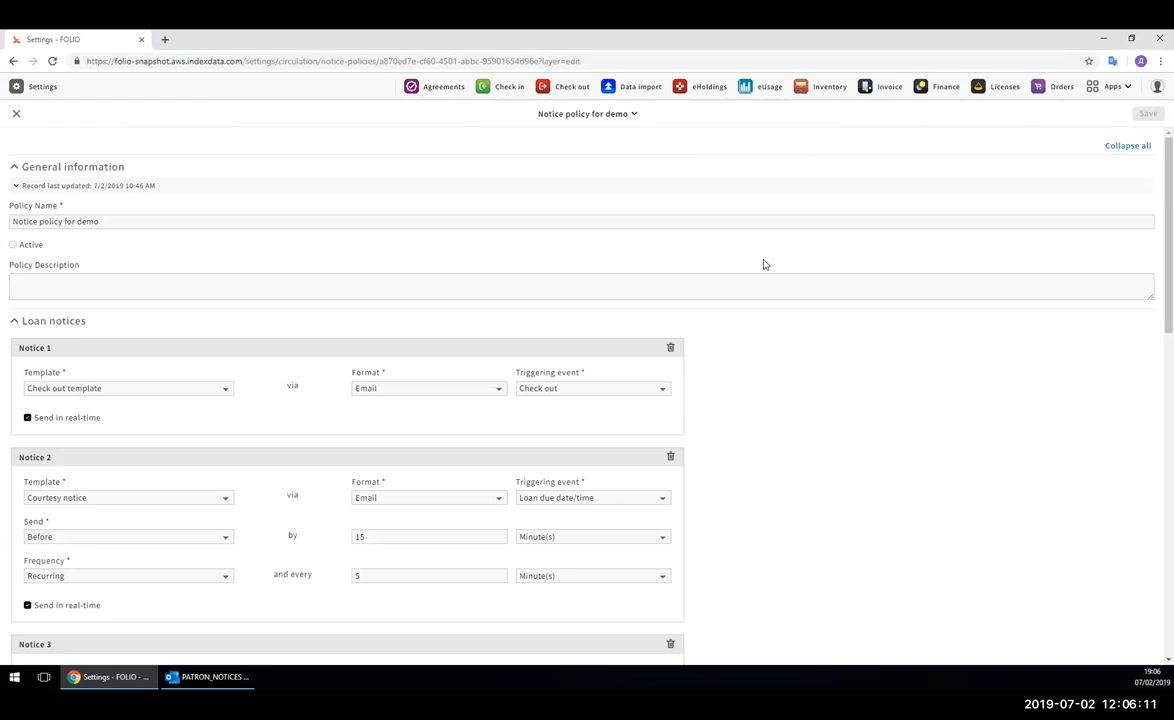 Settings - FOLIO
https://folio-snapshot.aws.indexdata.com/settings/circulation/notice-policies/a870ed7e-cf60-4501-abbc-95901654d96e?layer=edit
Settings Agreements Check in Check out Data import eHoldings eUsage Inventory Invoice Finance Licenses Orders Apps
Notice policy for demo Save
Collapse all
General information
Record last updated: 7/2/2019 10:46 AM
Policy Name *
Notice policy for demo
Active
Policy Description
Loan notices
Notice 1
Template * Format * Triggering event *
Check out template via Email Check out
Send in real-time
Notice 2
Template * Format * Triggering event *
Courtesy notice via Email Loan due date/time
Send *
Before by 15 Minute(s)
Frequency *
Recurring and every 5 Minute(s)
Send in real-time
Notice 3
Settings - FOLIO - ... PATRON_NOTICES ... 19:06
07/02/2019
2019-07-02 12:06:11